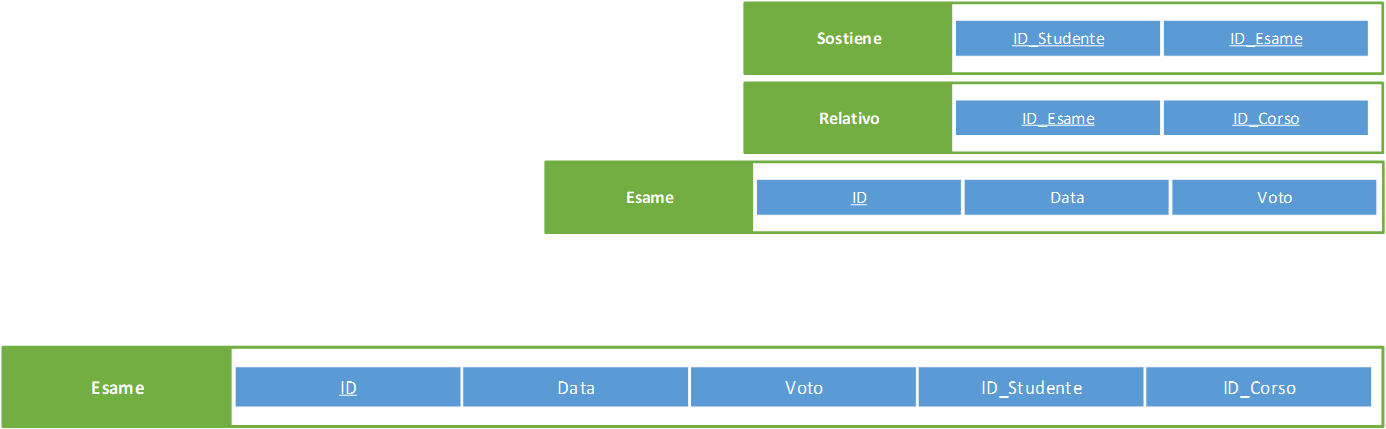 Sostiene ID_Studente ID_Esame
Relativo ID_Esame ID_Corso
Esame ID Data Voto
Esame ID Data Voto ID_Studente ID_Corso